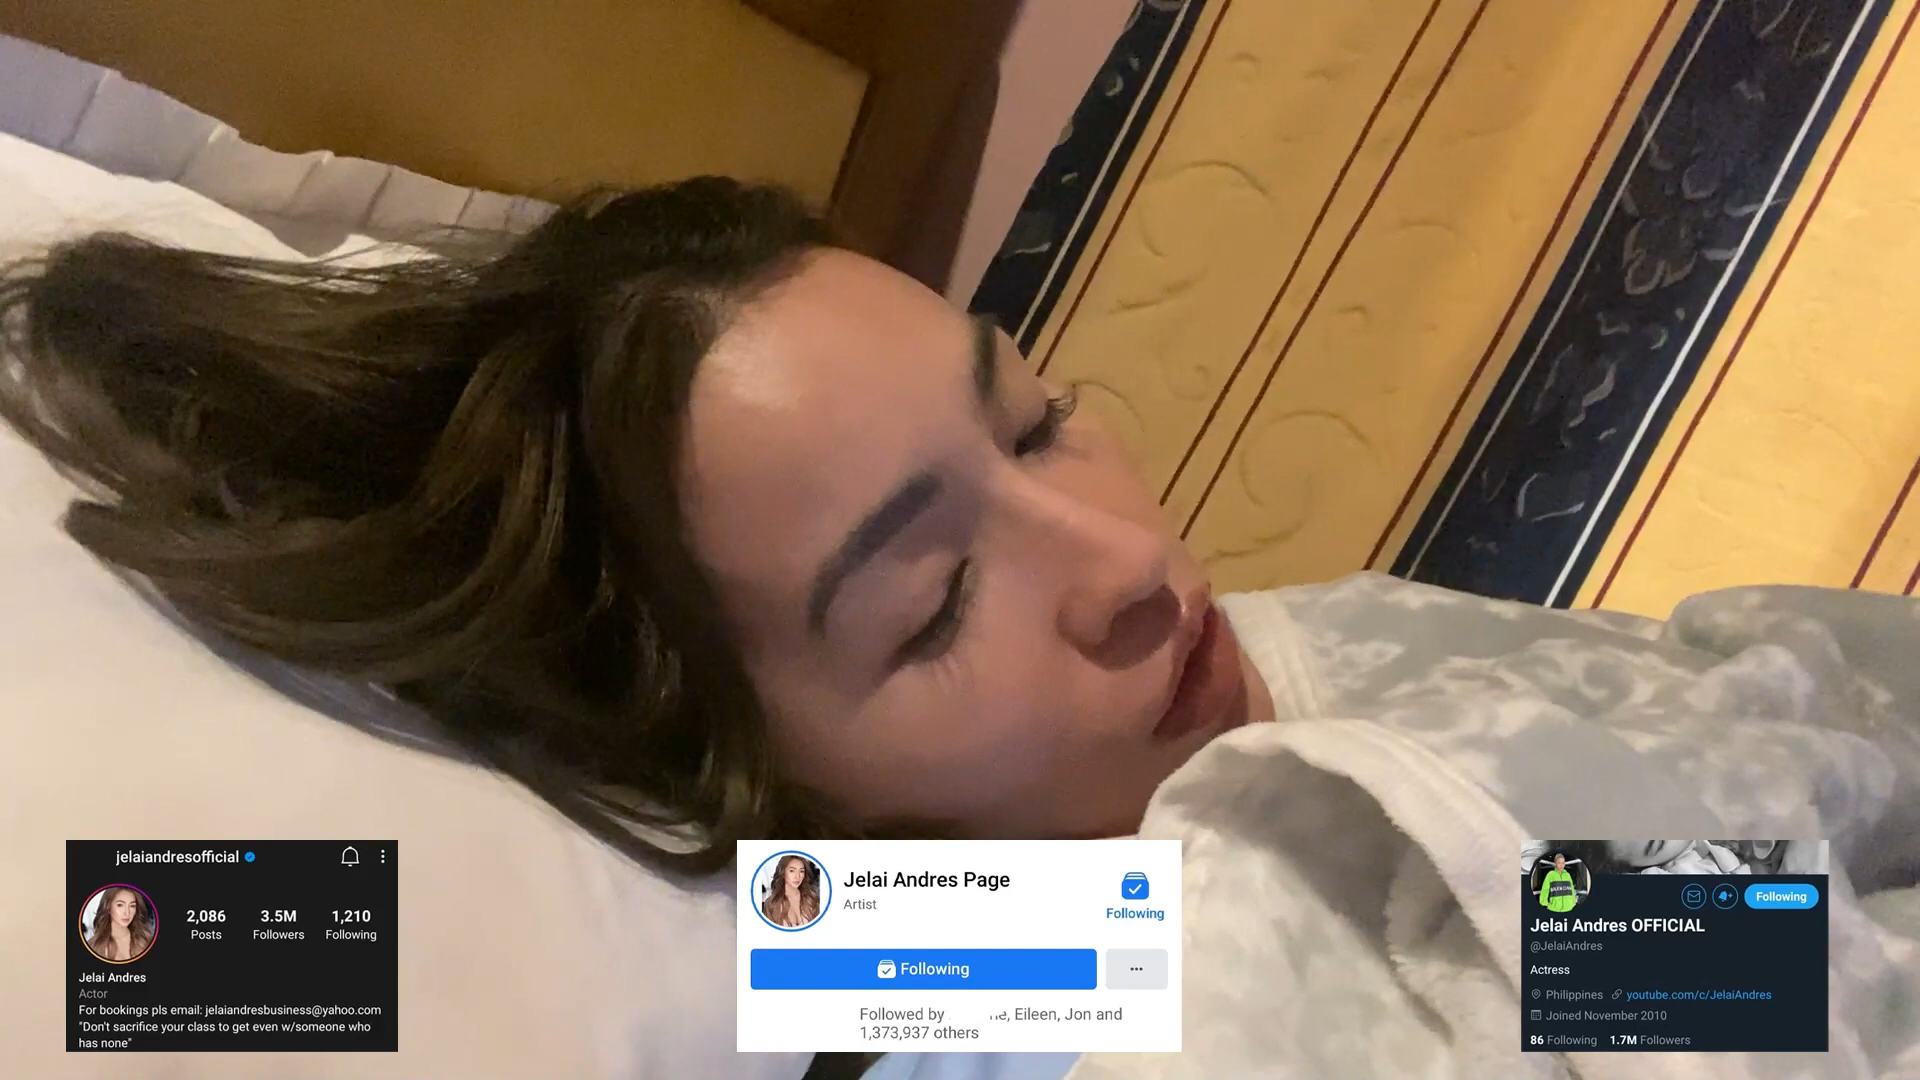 jelaiandresofficial
2,086 3.5M 1,210
Posts Followers Following
Jelai Andres
Actor
For bookings pls email: jelaiandresbusiness@yahoo.com
"Don't sacrifice your class to get even w/someone who
has none"
Jelai Andres Page
Artist
Following
Following
Followed by , Eileen, Jon and
1,373,937 others
Following
Jelai Andres OFFICIAL
@JelaiAndres
Actress
Philippines youtube.com/c/JelaiAndres
Joined November 2010
86 Following 1.7M Followers